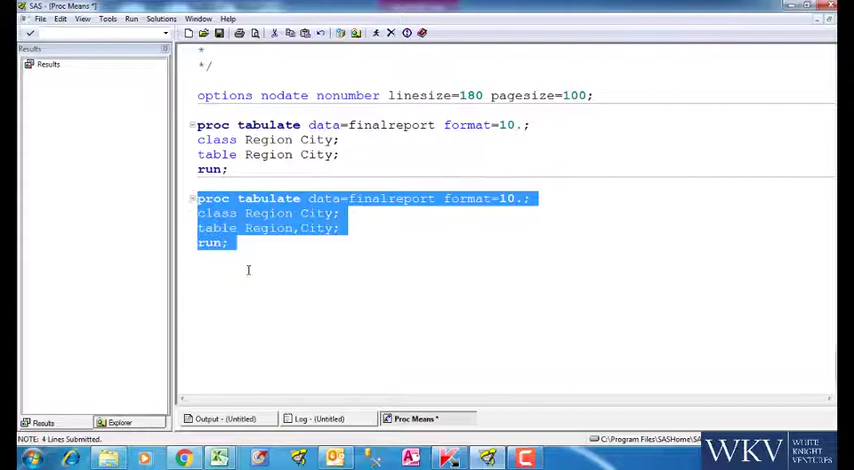 SAS - [Proc Means *]
File Edit View Tools Run Solutions Window Help
Results
Results
*
*/
options nodate nonumber linesize=180 pagesize=100;
proc tabulate data=finalreport format=10.;
class Region City;
table Region City;
run;
proc tabulate data=finalreport format=10.;
class Region City;
table Region,City;
run;
Results
Explorer
Output - (Untitled)
Log - (Untitled)
Proc Means *
NOTE: 4 Lines Submitted.
C:\Program Files\SASHome\SAS
WKV
WHITE
KNIGHT
VENTURES